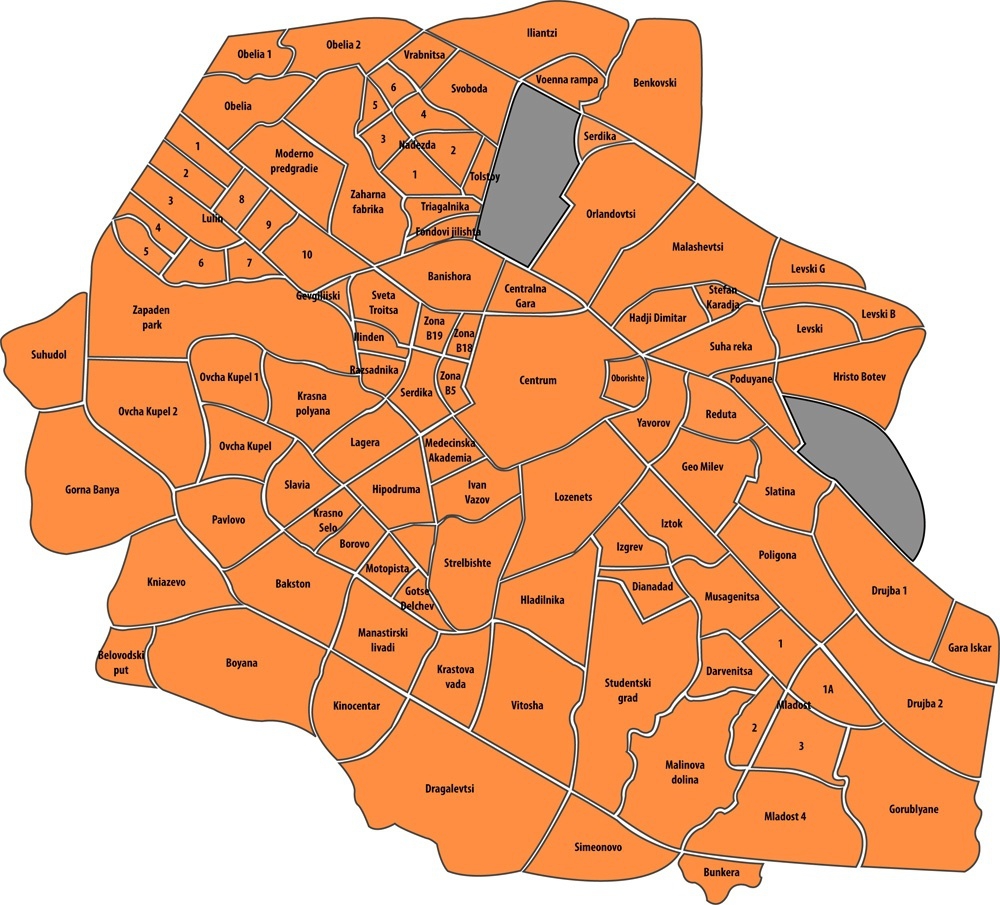 Iliantzi
Obelia 2
Obelia 1
Vrabnitsa
Voenna rampa
Benkovski
6
Svoboda
5
Obelia
4
Serdika
3
Nadezda
1
2
Moderno
predgradie
2
1
Tolstoy
3
8
Zaharna
fabrika
Triagalnika
Orlandovtsi
Lulin
9
4
Fondovi jilishta
Malashevtsi
5
10
6
7
Levski G
Banishora
Gevgiliiski
Centralna
Gara
Stefan
Karadja
Sveta
Troitsa
Zapaden
park
Hadji Dimitar
Levski B
Zona
B19
Levski
Ilinden
Zona
B18
Suha reka
Suhudol
Razsadnika
Ovcha Kupel 1
Zona
B5
Centrum
Oborishte
Poduyane
Hristo Botev
Serdika
Krasna
polyana
Ovcha Kupel 2
Reduta
Yavorov
Lagera
Ovcha Kupel
Medecinska
Akademia
Geo Milev
Slavia
Ivan
Vazov
Gorna Banya
Hipodruma
Slatina
Lozenets
Krasno
Selo
Pavlovo
Iztok
Borovo
Izgrev
Poligona
Strelbishte
Motopista
Kniazevo
Bakston
Dianadad
Drujba 1
Gotse
Delchev
Musagenitsa
Hladilnika
Manastirski
livadi
1
Gara Iskar
Belovodski
put
Boyana
Darvenitsa
Krastova
vada
Studentski
grad
1A
Kinocentar
Vitosha
Mladost
Drujba 2
2
3
Malinova
dolina
Dragalevtsi
Gorublyane
Mladost 4
Simeonovo
Bunkera